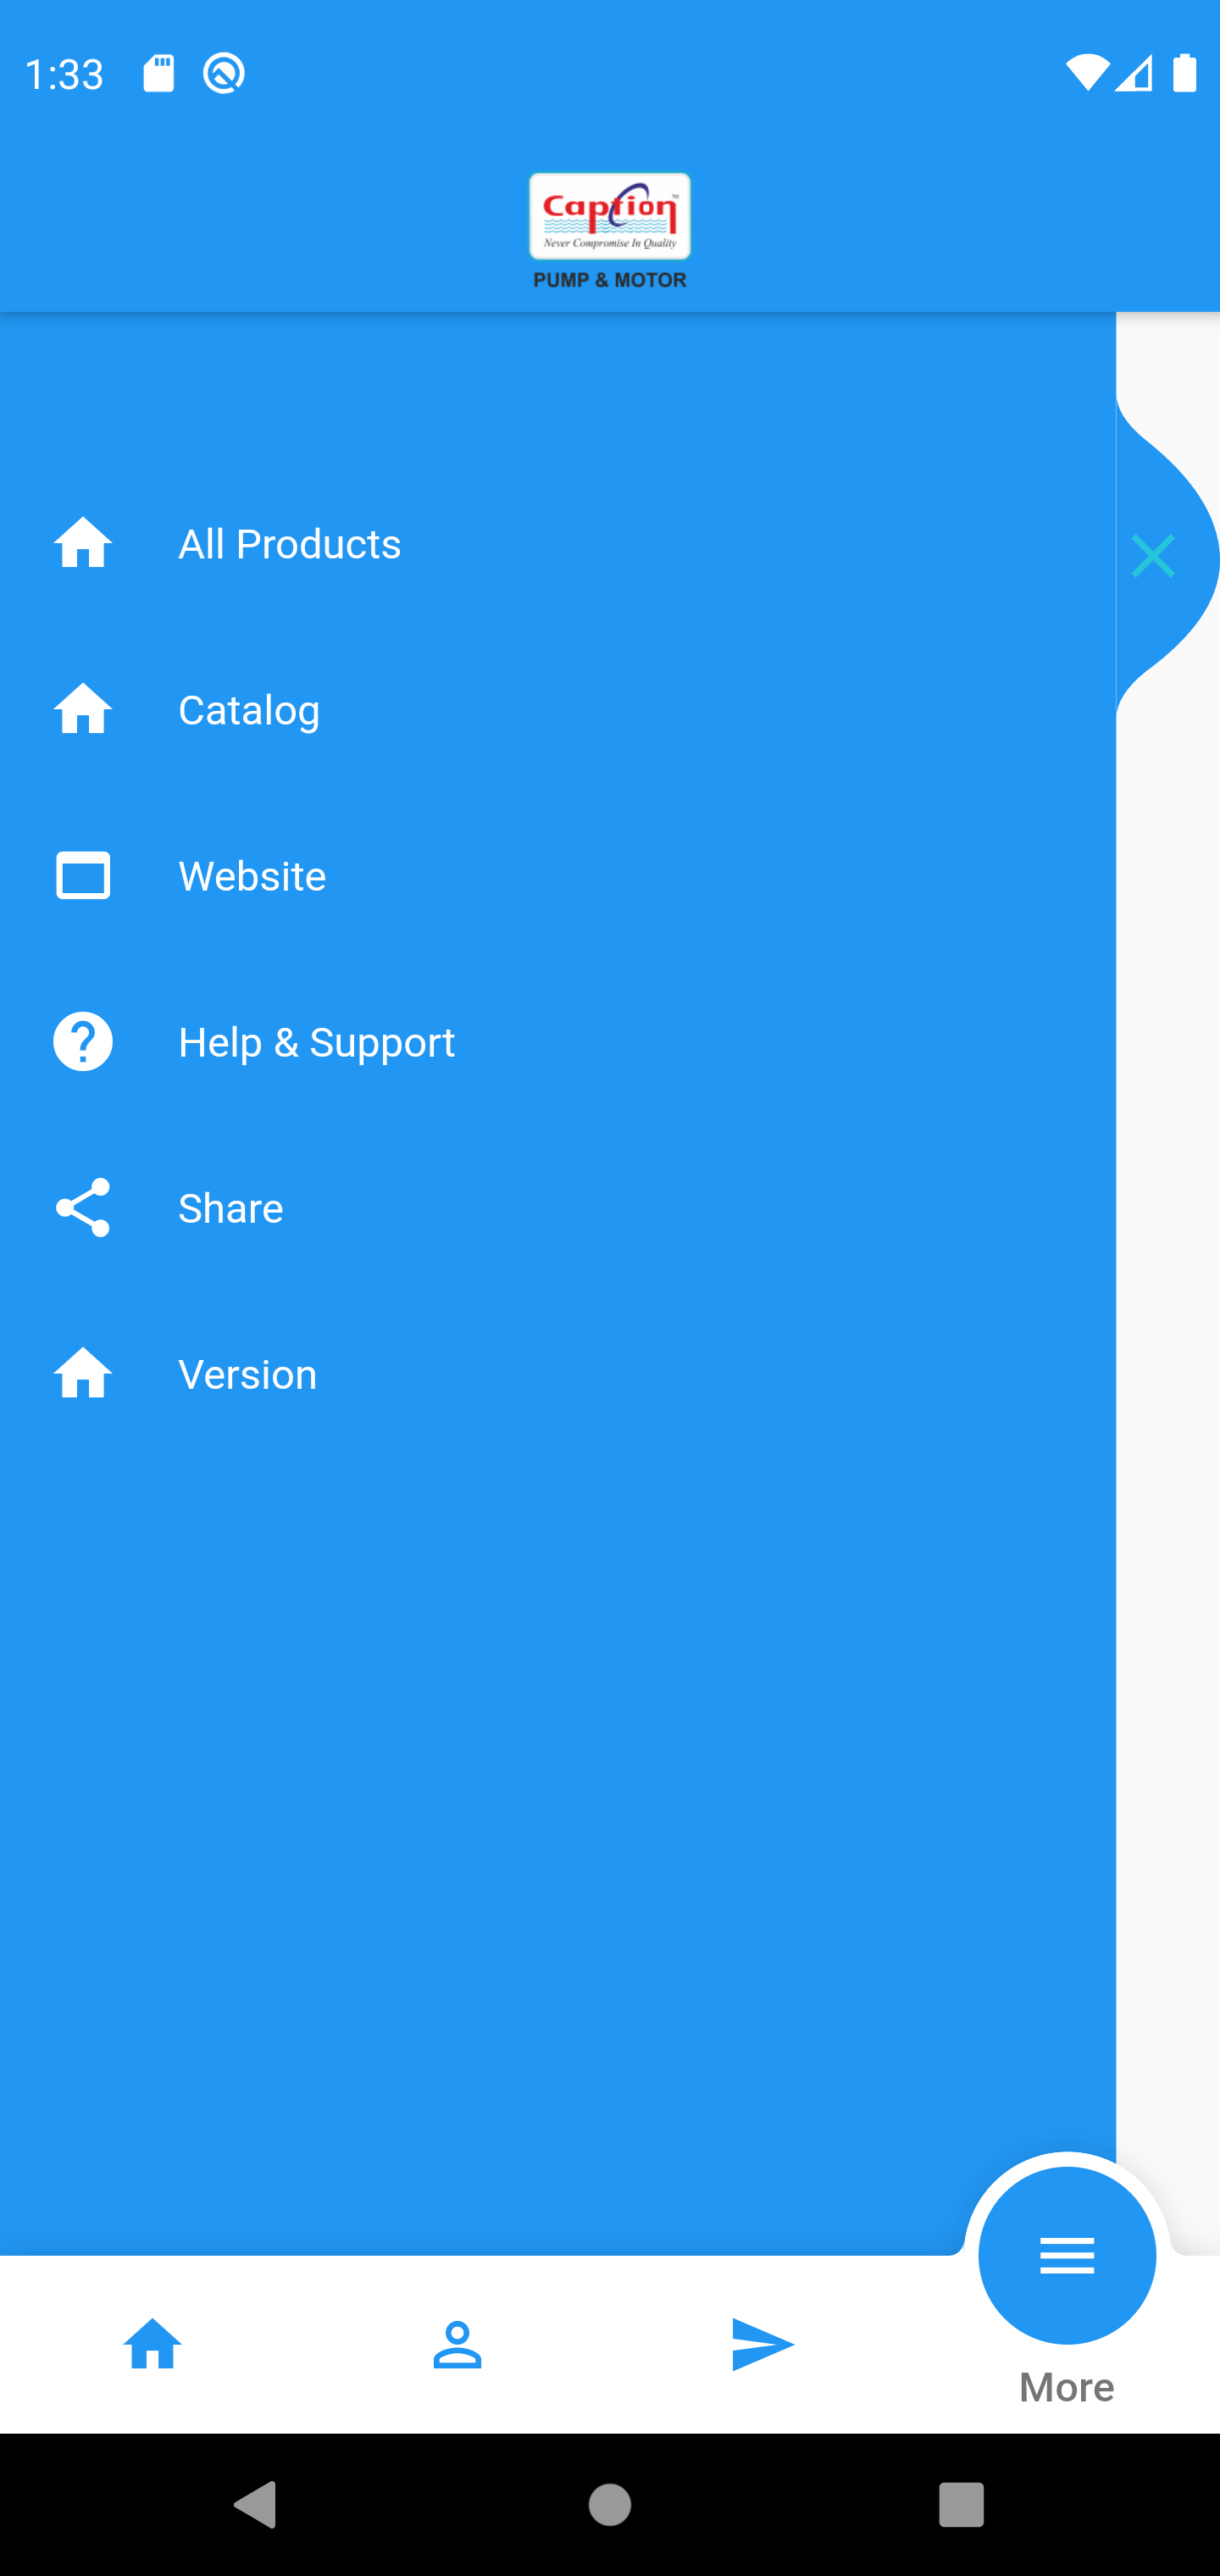 1:33
Caption™
Never Compromise In Quality
PUMP & MOTOR
All Products
Catalog
Website
Help & Support
Share
Version
More